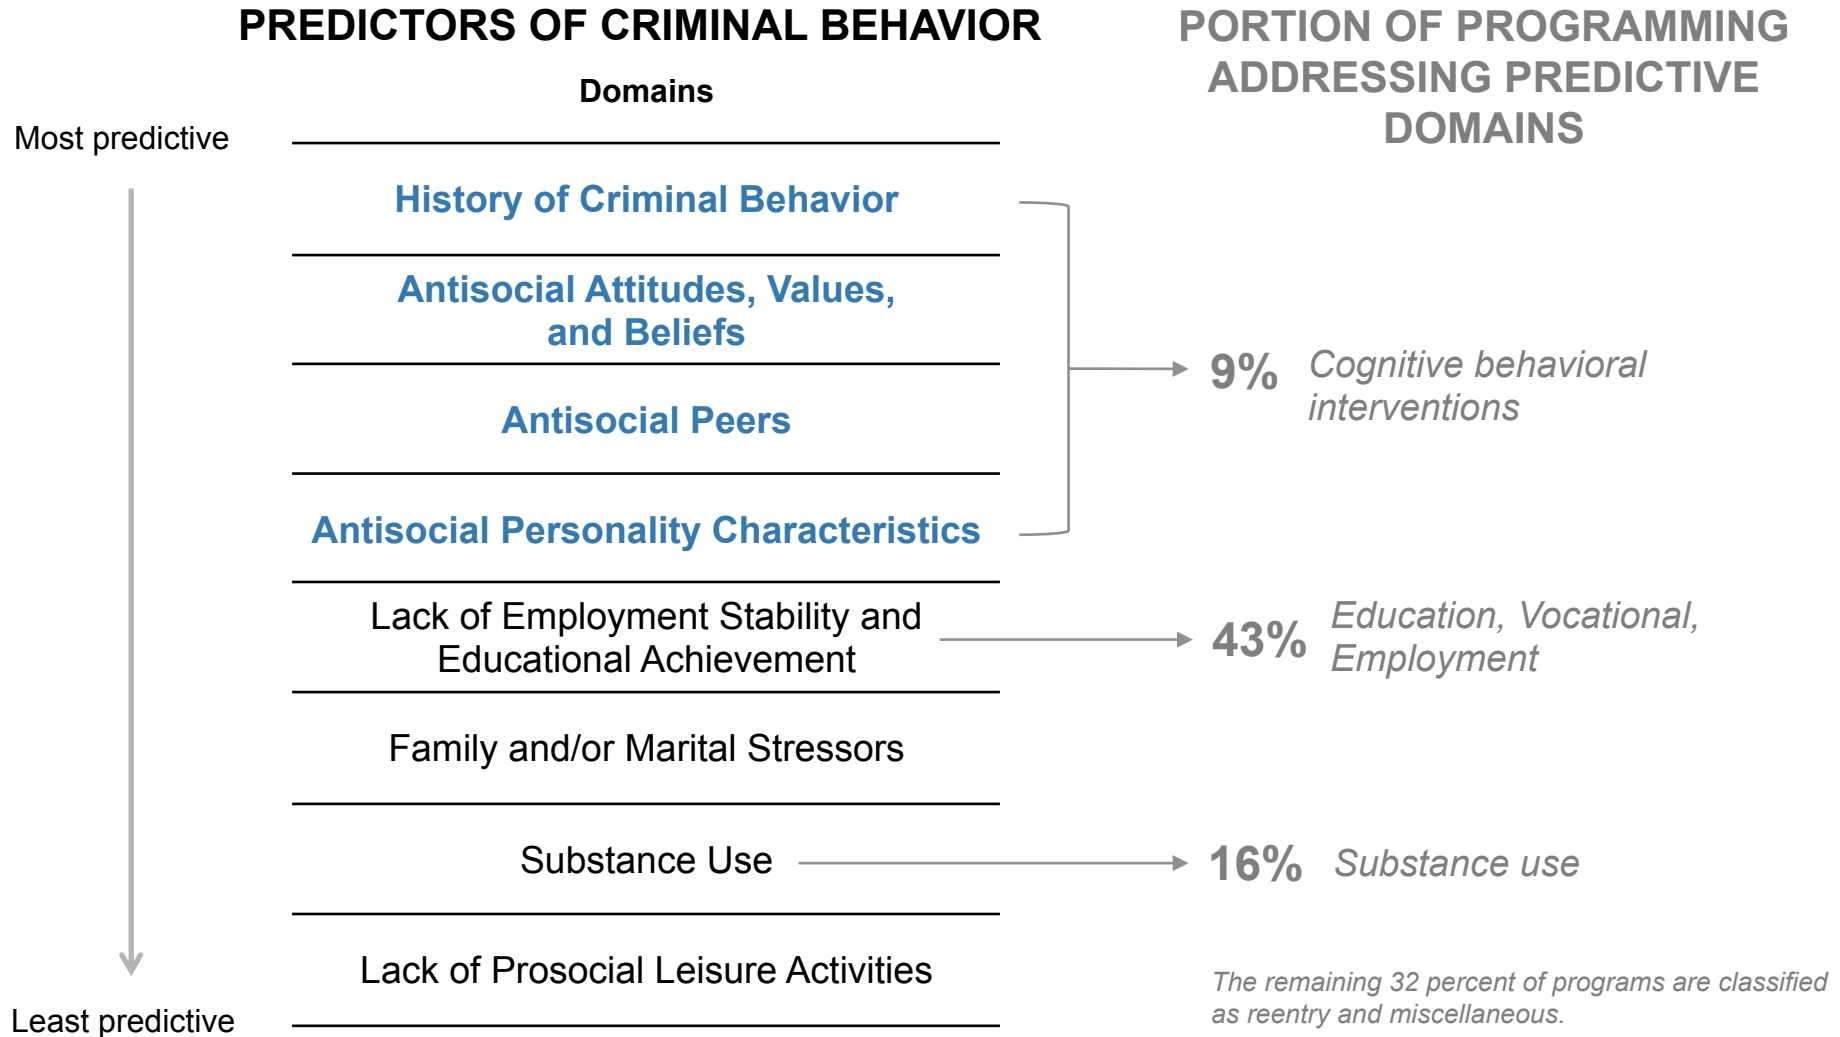 PREDICTORS OF CRIMINAL BEHAVIOR
PORTION OF PROGRAMMING
ADDRESSING PREDICTIVE
DOMAINS
Domains
Most predictive
History of Criminal Behavior
Antisocial Attitudes, Values,
and Beliefs
Antisocial Peers
Antisocial Personality Characteristics
9%
Cognitive behavioral
interventions
Lack of Employment Stability and
Educational Achievement
43%
Education, Vocational,
Employment
Family and/or Marital Stressors
Substance Use
16%
Substance use
Lack of Prosocial Leisure Activities
Least predictive
The remaining 32 percent of programs are classified
as reentry and miscellaneous.